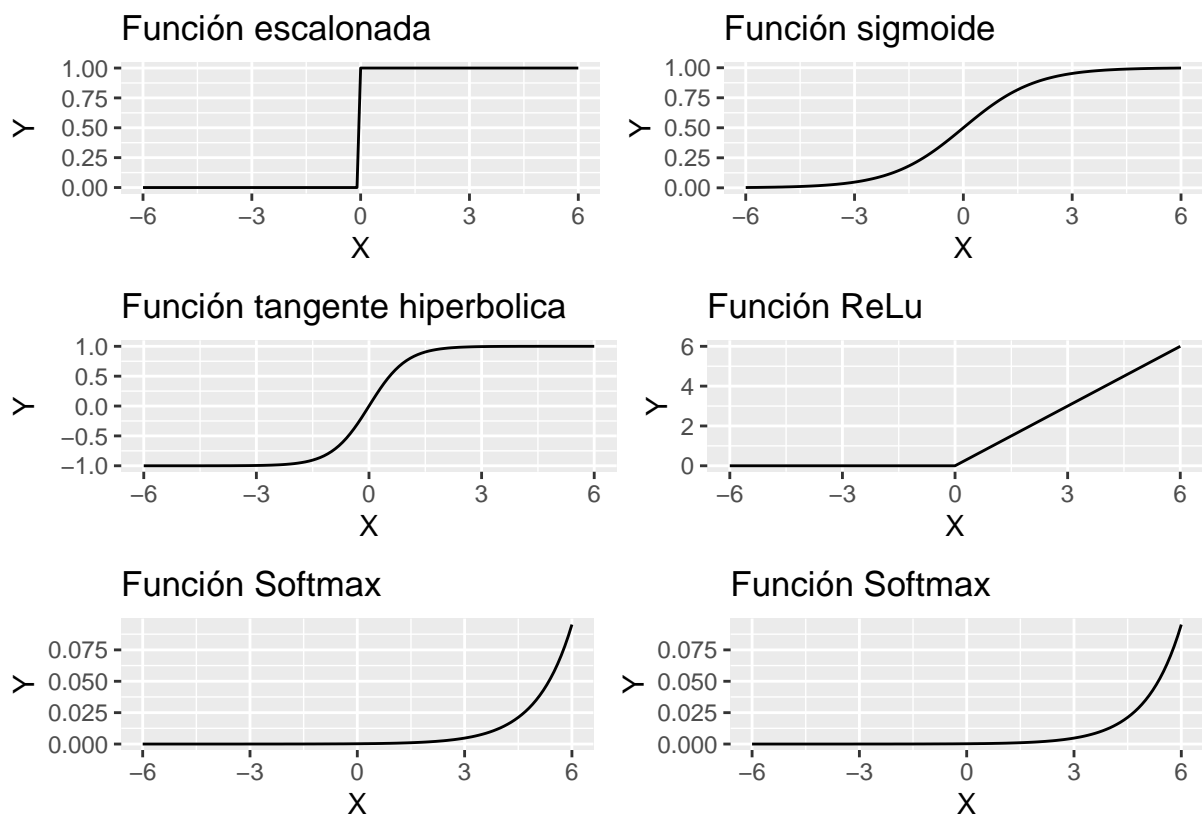 Función escalonada
1.00
0.75
0.50
0.25
0.00
Y
−6 −3 0 3 6
X
Función sigmoide
1.00
0.75
0.50
0.25
0.00
Y
−6 −3 0 3 6
X
Función tangente hiperbolica
1.0
0.5
0.0
−0.5
−1.0
Y
−6 −3 0 3 6
X
Función ReLu
6
4
2
0
Y
−6 −3 0 3 6
X
Función Softmax
0.075
0.050
0.025
0.000
Y
−6 −3 0 3 6
X
Función Softmax
0.075
0.050
0.025
0.000
Y
−6 −3 0 3 6
X